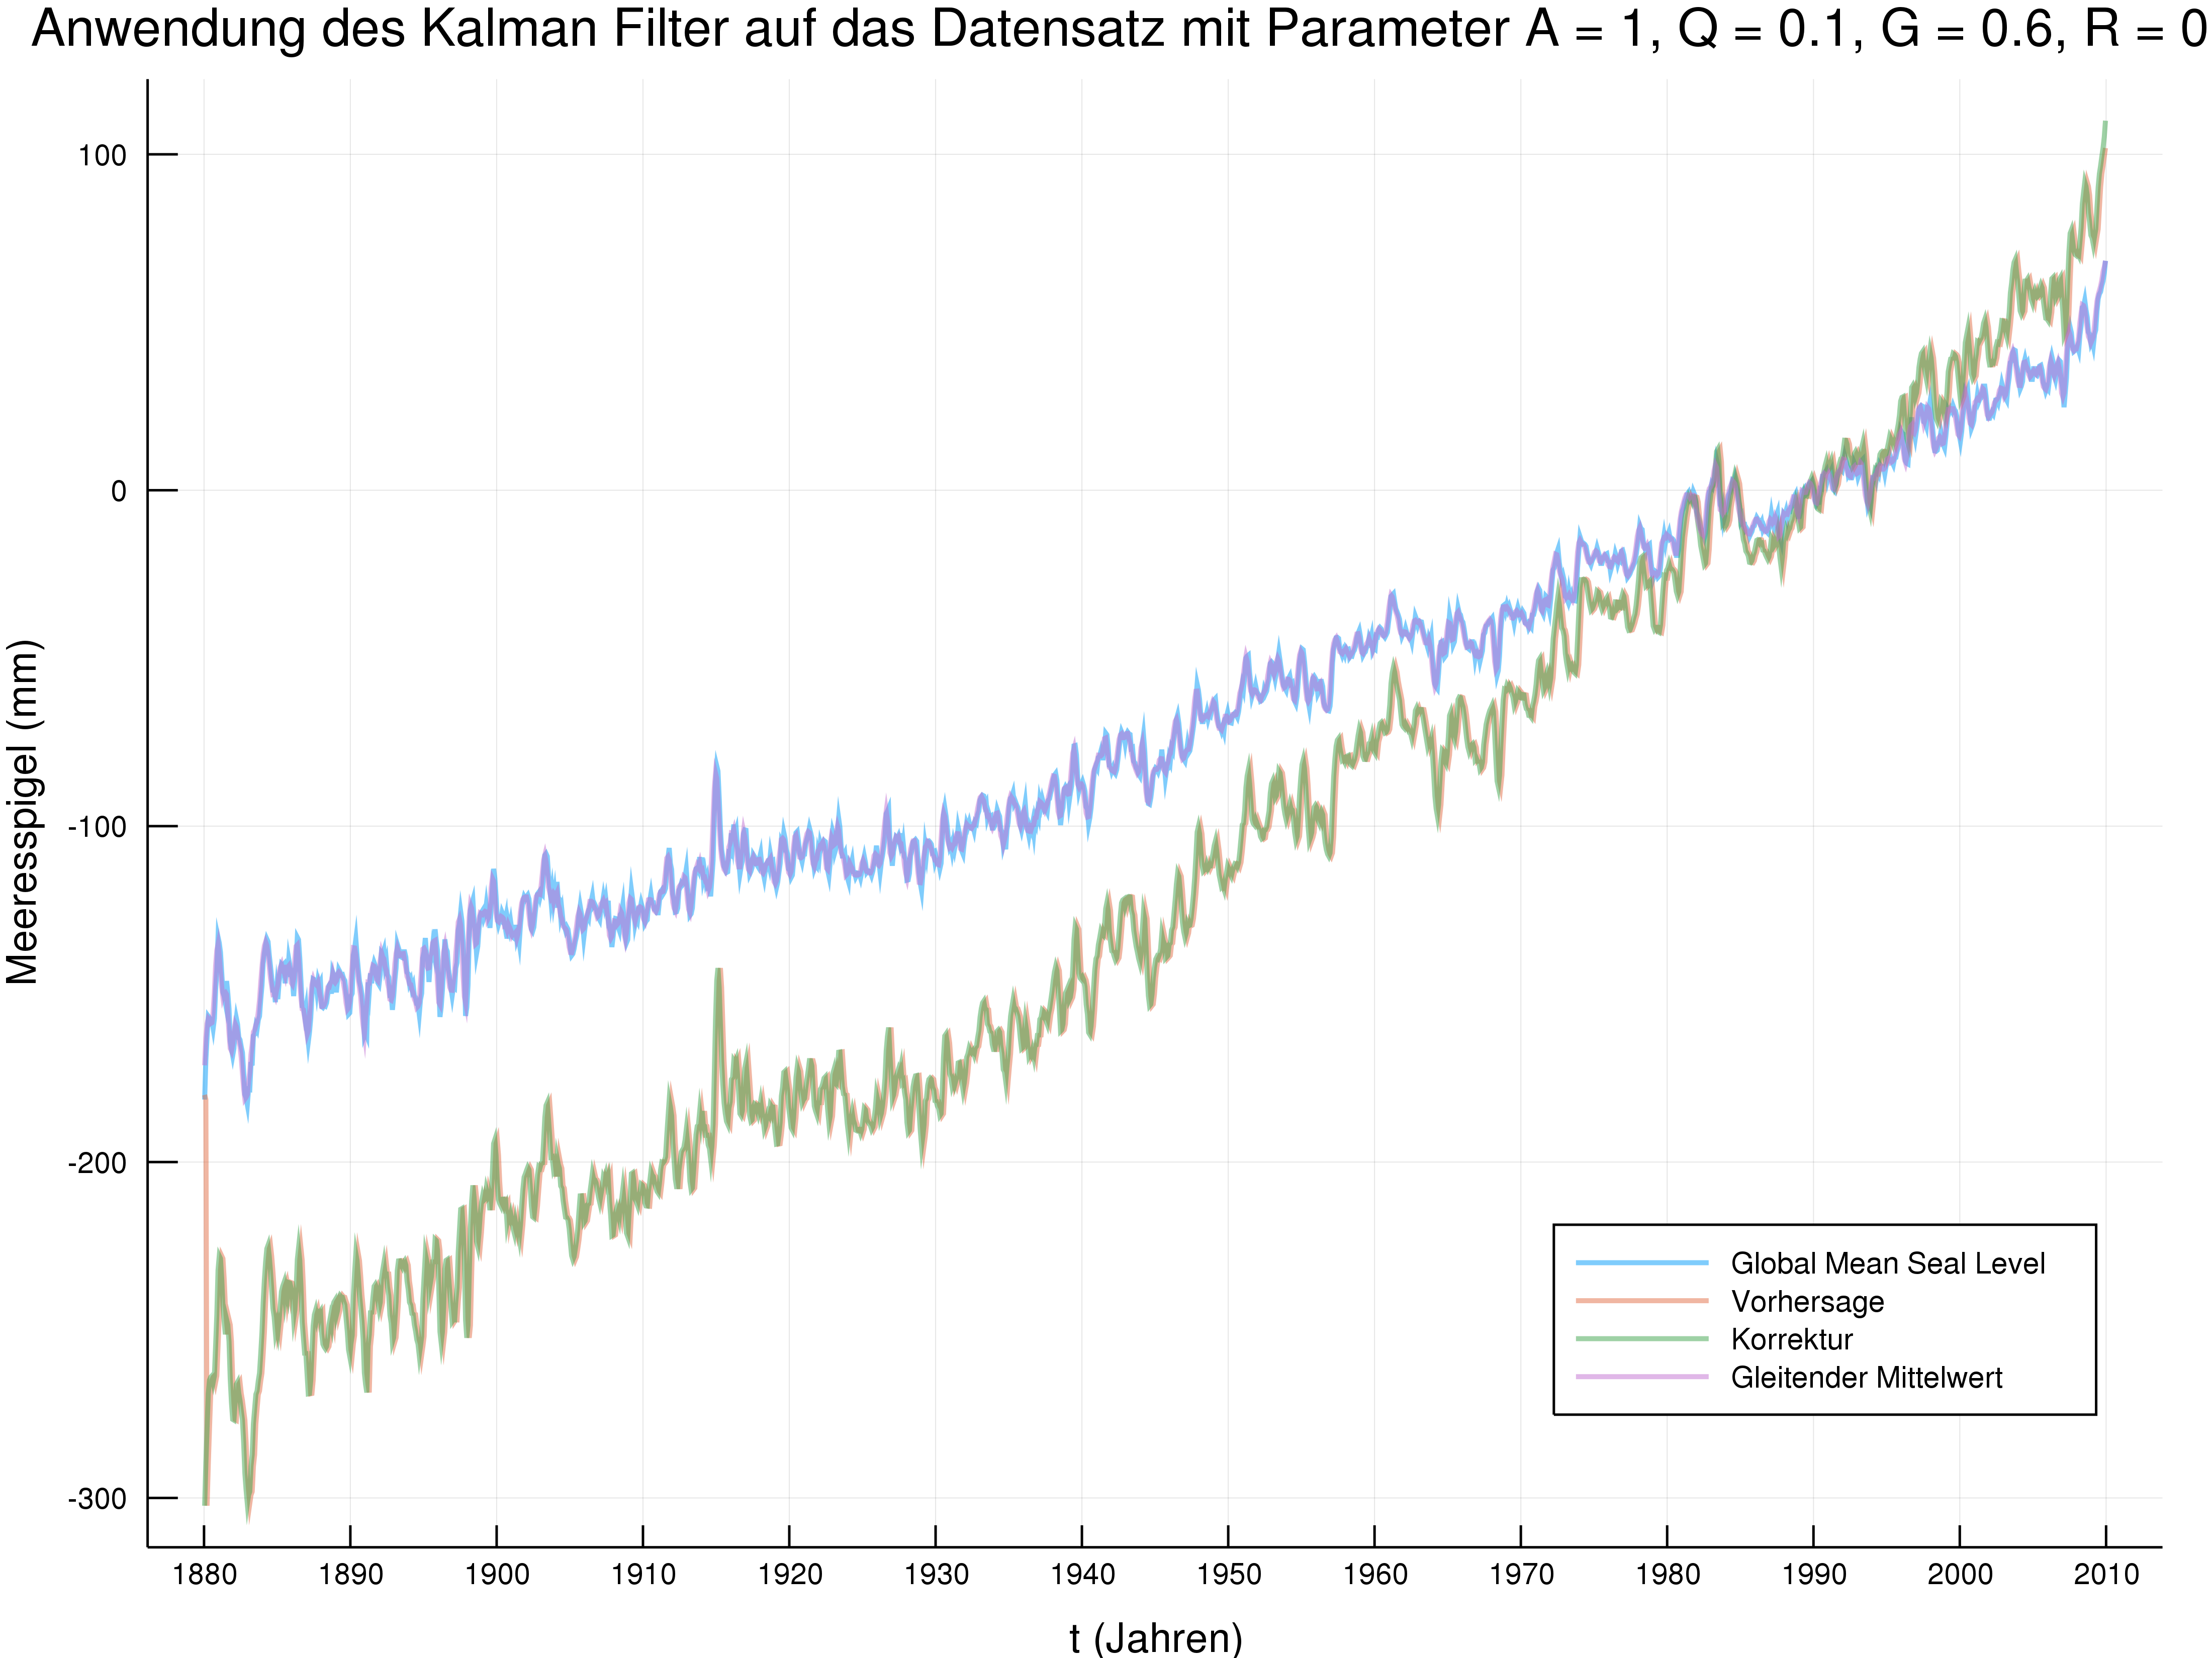 Anwendung des Kalman Filter auf das Datensatz mit Parameter A = 1, Q = 0.1, G = 0.6, R = 0
Meeresspigel (mm)
100
0
-100
-200
-300
Global Mean Seal Level
Vorhersage
Korrektur
Gleitender Mittelwert
1880 1890 1900 1910 1920 1930 1940 1950 1960 1970 1980 1990 2000 2010
t (Jahren)